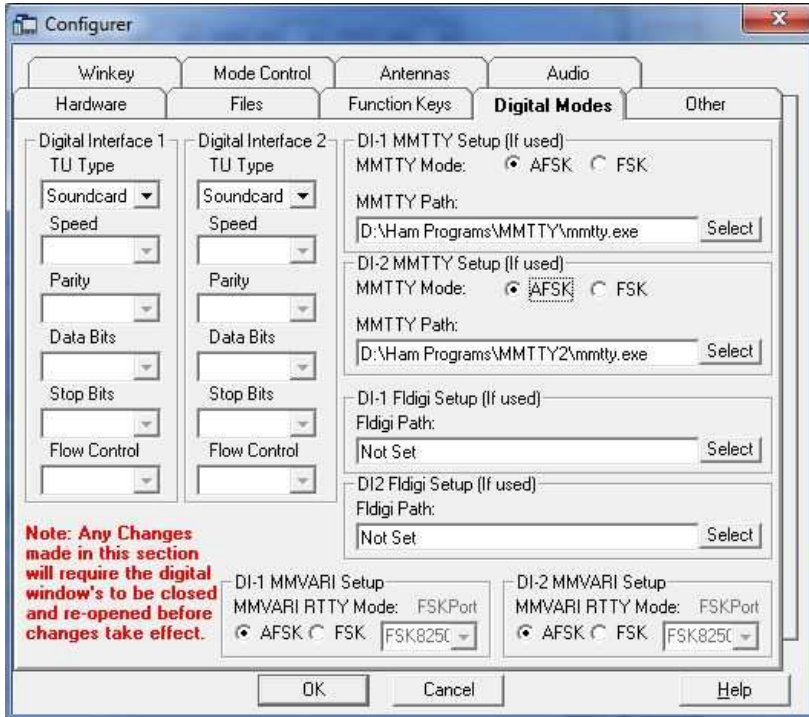 Configurer
Winkey
Mode Control
Antennas
Audio
Hardware
Files
Function Keys
Digital Modes
Other
Digital Interface 1
TU Type
Soundcard
Speed
Parity
Data Bits
Stop Bits
Flow Control
Digital Interface 2
TU Type
Soundcard
Speed
Parity
Data Bits
Stop Bits
Flow Control
DI-1 MMTTY Setup (If used)
MMTTY Mode: AFSK FSK
MMTTY Path:
D:\Ham Programs\MMTTY\mmtty.exe Select
DI-2 MMTTY Setup (If used)
MMTTY Mode: AFSK FSK
MMTTY Path:
D:\Ham Programs\MMTTY2\mmtty.exe Select
DI-1 Fldigi Setup (If used)
Fldigi Path:
Not Set Select
DI2 Fldigi Setup (If used)
Fldigi Path:
Not Set Select
Note: Any Changes
made in this section
will require the digital
window's to be closed
and re-opened before
changes take effect.
DI-1 MMVARI Setup
MMVARI RTTY Mode: FSKPort
AFSK FSK FSK825(
DI-2 MMVARI Setup
MMVARI RTTY Mode: FSKPort
AFSK FSK FSK825(
OK
Cancel
Help